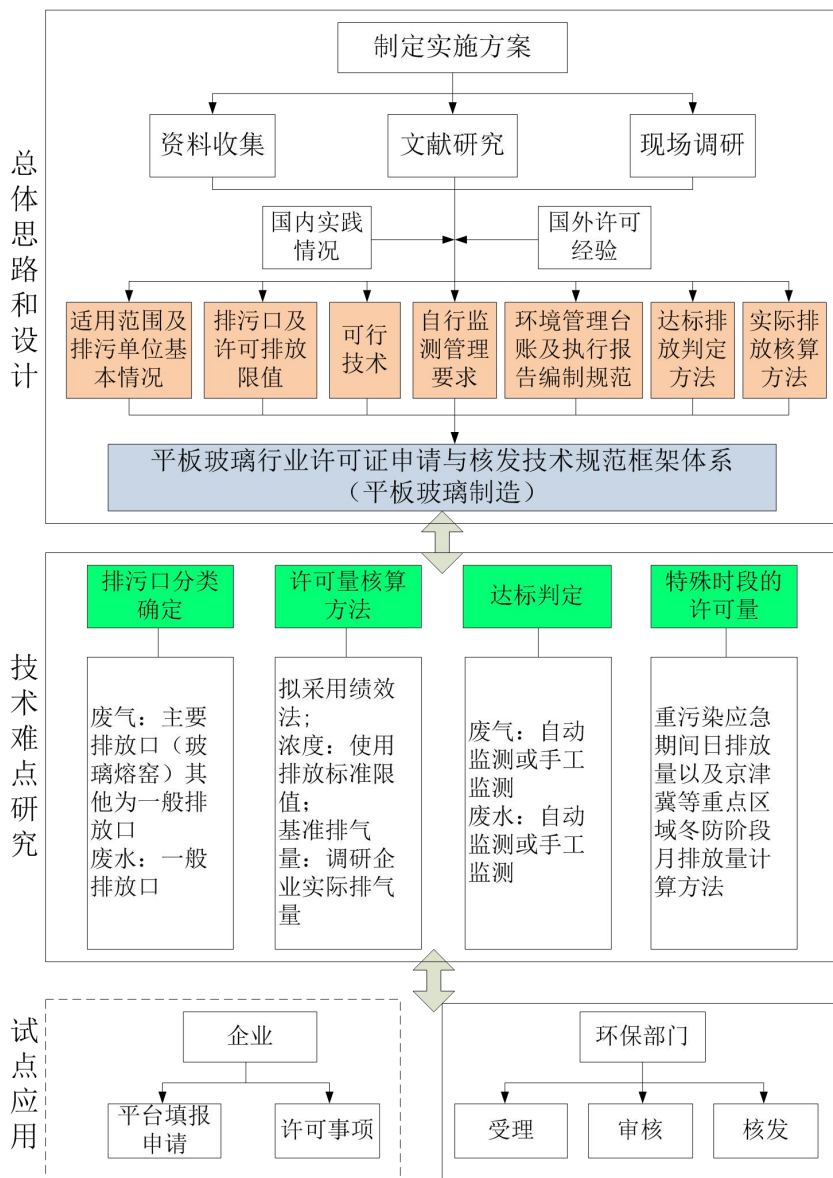 总体思路和设计
制定实施方案
资料收集
文献研究
现场调研
国内实践
情况
国外许可
经验
适用范围及
排污单位基
本情况
排污口及
许可排放
限值
可行
技术
自行监
测管理
要求
环境管理台
账及执行报
告编制规范
达标排
放判定
方法
实际排
放核算
方法
平板玻璃行业许可证申请与核发技术规范框架体系
（平板玻璃制造）
技术难点研究
排污口分类
确定
废气：主要
排放口（玻
璃熔窑）其
他为一般排
放口
废水：一般
排放口
许可量核算
方法
拟采用绩效
法;
浓度：使用
排放标准限
值;
基准排气
量：调研企
业实际排气
量
达标判定
废气：自动
监测或手工
监测
废水：自动
监测或手工
监测
特殊时段的
许可量
重污染应急
期间日排放
量以及京津
冀等重点区
域冬防阶段
月排放量计
算方法
试点应用
企业
平台填报
申请
许可事项
环保部门
受理
审核
核发